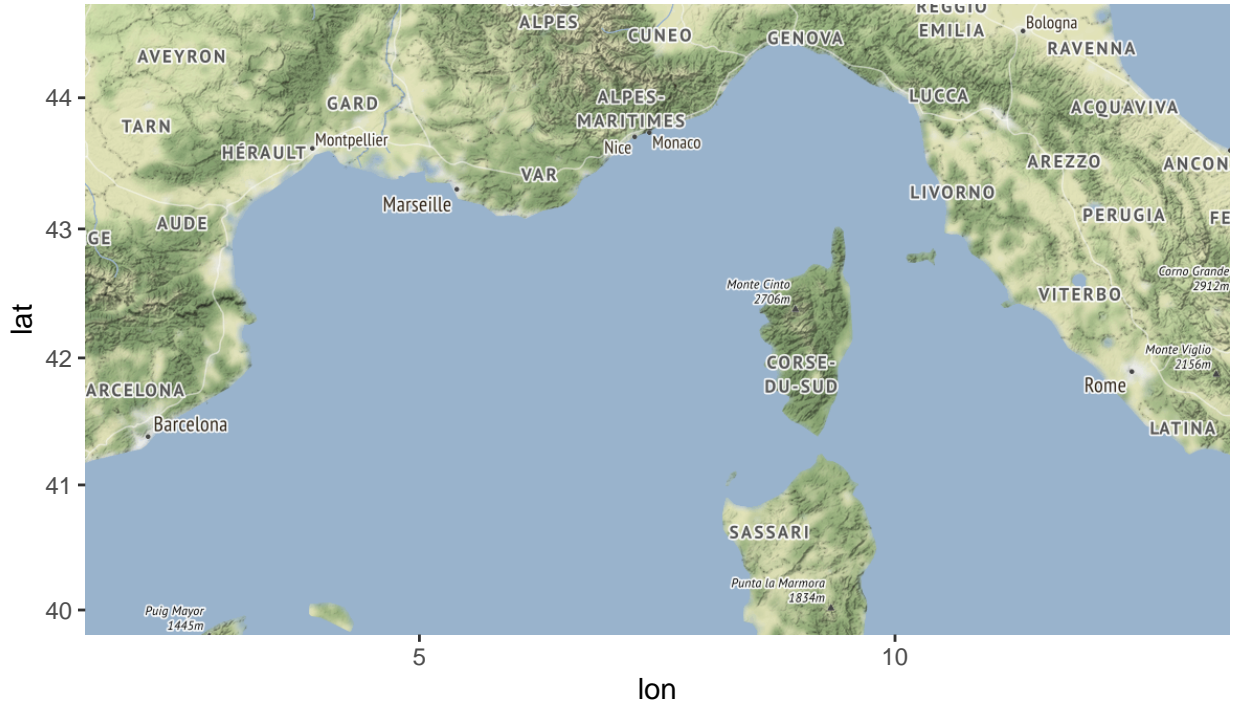 ALPES
REGGIO
EMILIA
Bologna
CUNEO
GENOVA
RAVENNA
AVEYRON
44
GARD
ALPES-
MARITIMES
LUCCA
ACQUAVIVA
TARN
HÉRAULT
Montpellier
Nice
Monaco
AREZZO
ANCON
VAR
Marseille
LIVORNO
PERUGIA
FE
43
AUDE
GE
Monte Cinto
2706m
Corno Grande
2912m
VITERBO
lat
42
CORSE-
DU-SUD
Monte Viglio
2156m
Rome
ARCELONA
Barcelona
LATINA
41
SASSARI
Punta la Marmora
1834m
40
Puig Mayor
1445m
5
10
lon